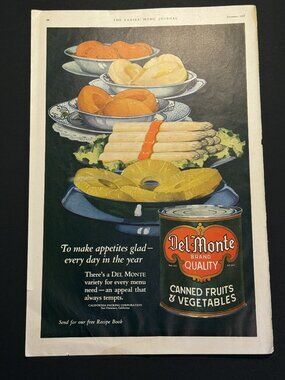 THE LADIES' HOME JOURNAL
To make appetites glad—
every day in the year
There's a DEL MONTE
variety for every menu
need—an appeal that
always tempts.
CALIFORNIA PACKING CORPORATION
San Francisco, California
Send for our free Recipe Book
Del Monte
BRAND
QUALITY
CANNED FRUITS
& VEGETABLES